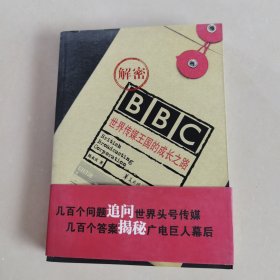 解密
BBC
世界传媒王国的成长之路
British
Broadcasting
Corporation
几百个问题追问世界头号传媒
几百个答案揭秘广电巨人幕后